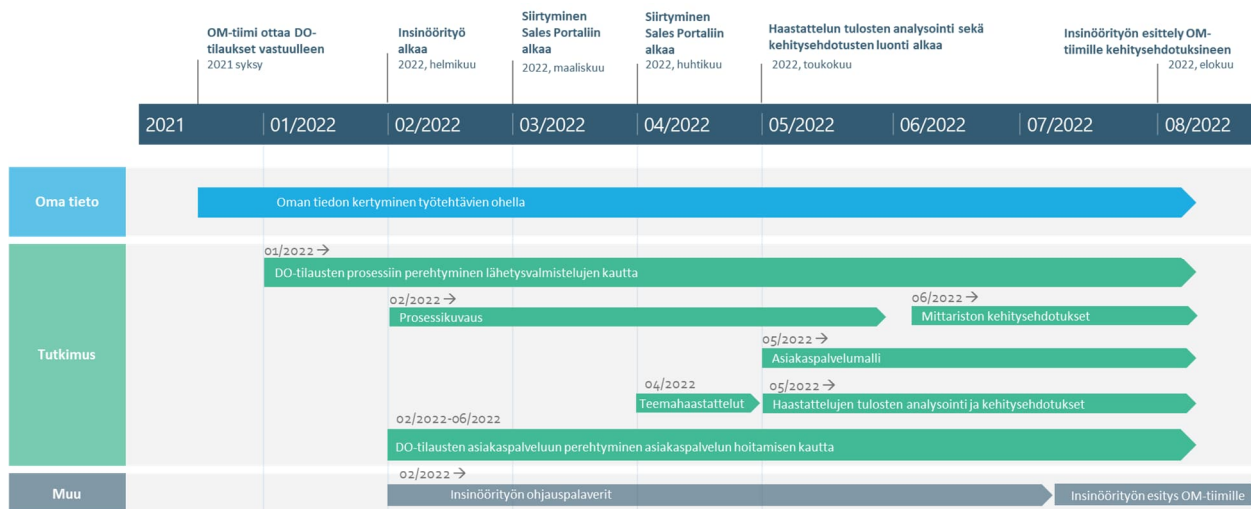 OM-tiimi ottaa DO-
tilaukset vastuulleen
2021 syksy
Insinöörityö
alkaa
2022, helmikuu
Siirtyminen
Sales Portaliin
alkaa
2022, maaliskuu
Siirtyminen
Sales Portaliin
alkaa
2022, huhtikuu
Haastattelun tulosten analysointi sekä
kehitysehdotusten luonti alkaa
2022, toukokuu
Insinöörityön esittely OM-
tiimille kehitysehdotuksineen
2022, elokuu
2021
01/2022
02/2022
03/2022
04/2022
05/2022
06/2022
07/2022
08/2022
Oma tieto
Oman tiedon kertyminen työtehtävien ohella
Tutkimus
01/2022 →
DO-tilausten prosessiin perehtyminen lähetysvalmistelujen kautta
02/2022 →
Prosessikuvaus
06/2022 →
Mittariston kehitysehdotukset
05/2022 →
Asiakaspalvelumalli
04/2022
Teemahaastattelut
05/2022 →
Haastattelujen tulosten analysointi ja kehitysehdotukset
02/2022-06/2022
DO-tilausten asiakaspalveluun perehtyminen asiakaspalvelun hoitamisen kautta
Muu
02/2022 →
Insinöörityön ohjauspalaverit
Insinöörityön esitys OM-tiimille